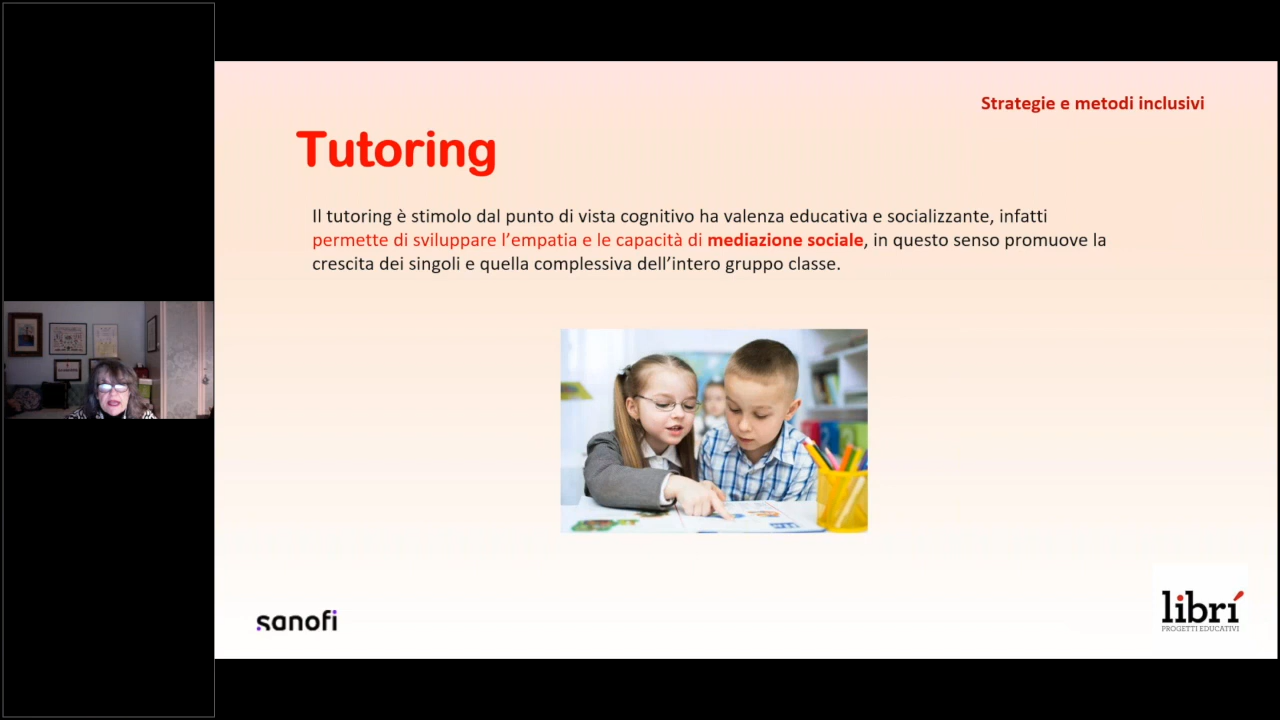 Strategie e metodi inclusivi
Tutoring
Il tutoring è stimolo dal punto di vista cognitivo ha valenza educativa e socializzante, infatti
permette di sviluppare l’empatia e le capacità di mediazione sociale, in questo senso promuove la
crescita dei singoli e quella complessiva dell’intero gruppo classe.
sanofi
librí
PROGETTI EDUCATIVI